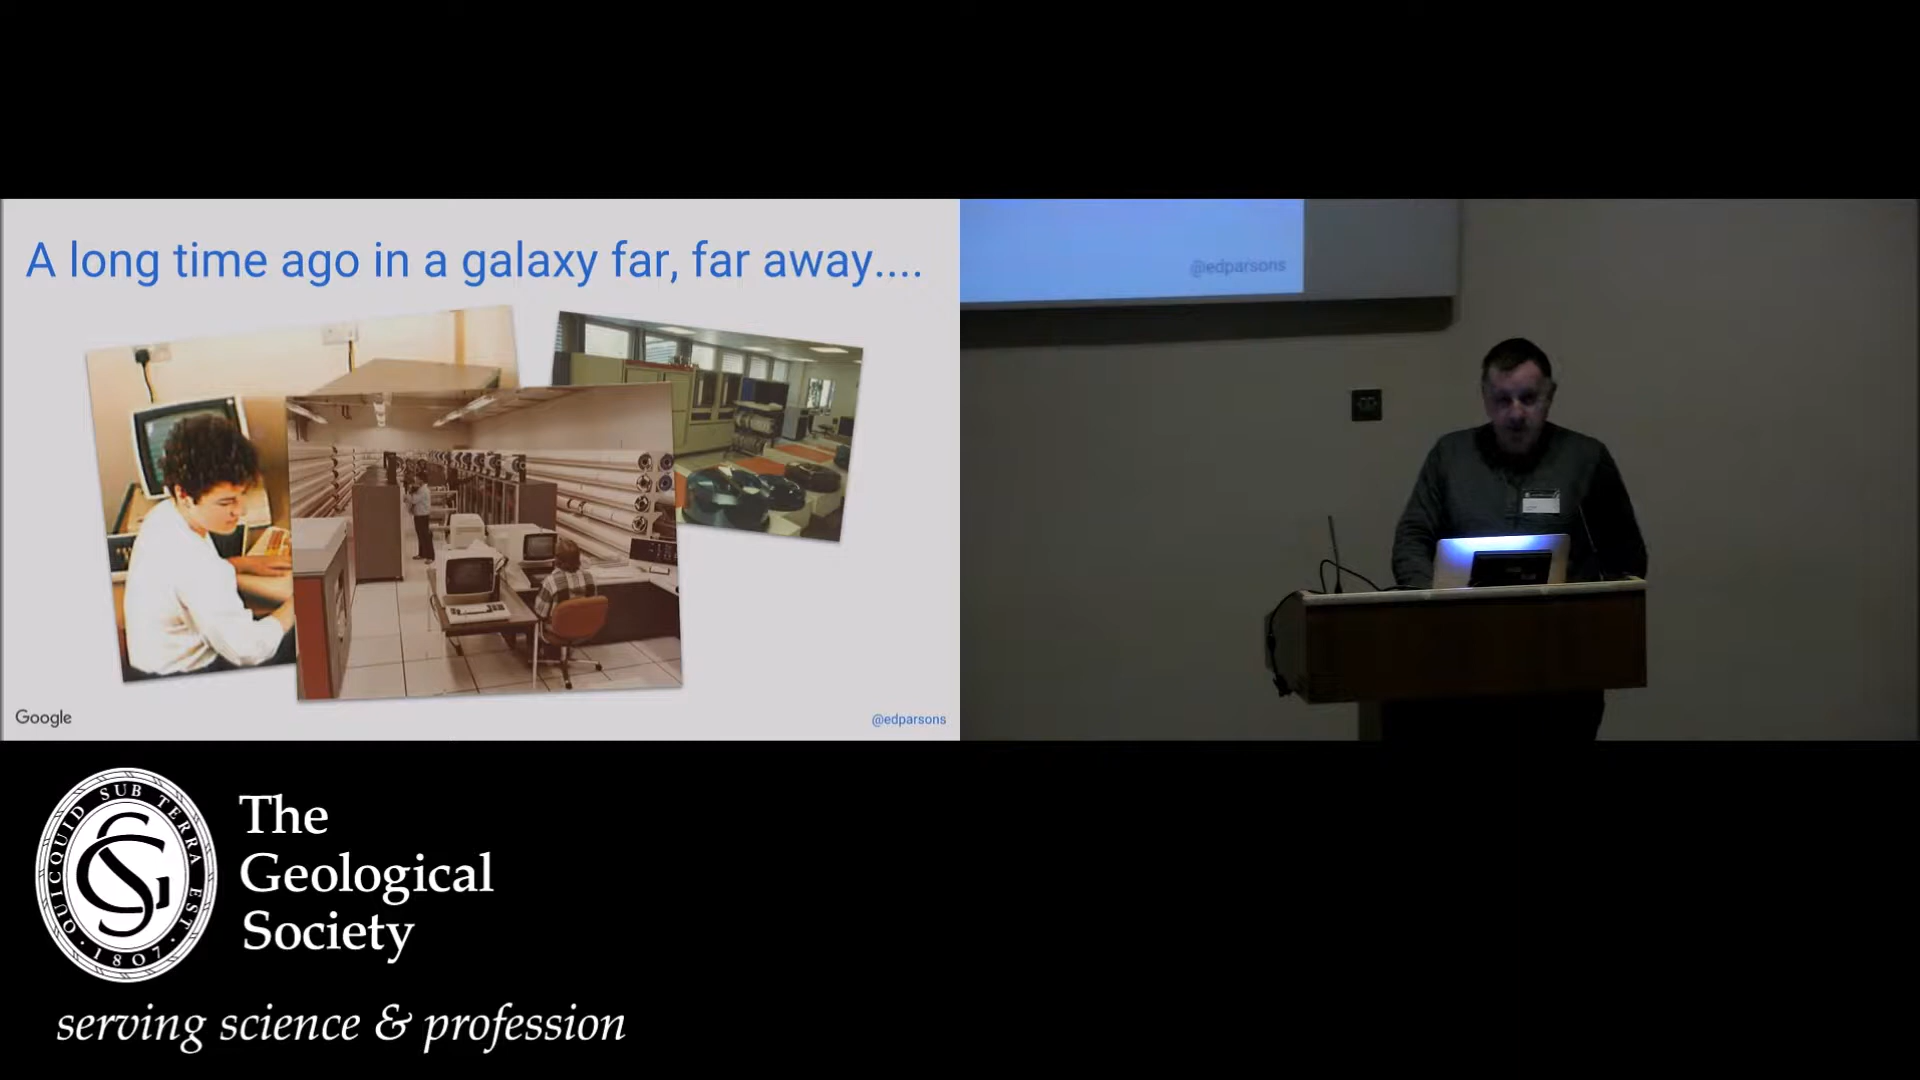 A long time ago in a galaxy far, far away....
Google
@edparsons
@edparsons
QUICQUID SUB TERRA EST
· 1807 ·
The
Geological
Society
serving science & profession